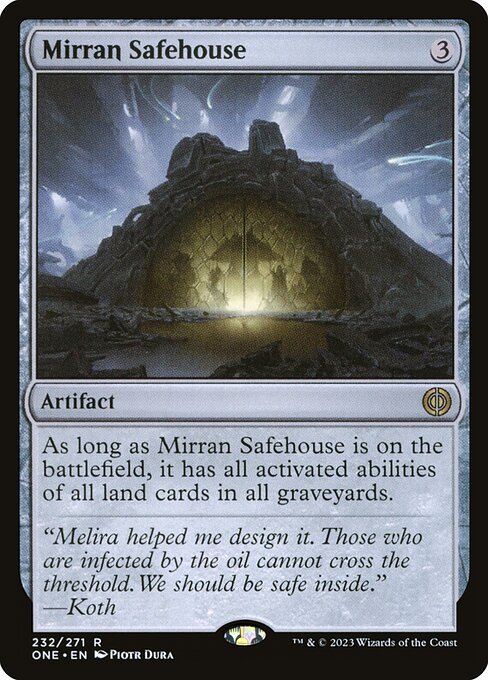 Mirran Safehouse 3
Artifact
As long as Mirran Safehouse is on the
battlefield, it has all activated abilities
of all land cards in all graveyards.
“Melira helped me design it. Those who
are infected by the oil cannot cross the
threshold. We should be safe inside.”
—Koth
232/271 R
ONE • EN Piotr Dura
™ & © 2023 Wizards of the Coast